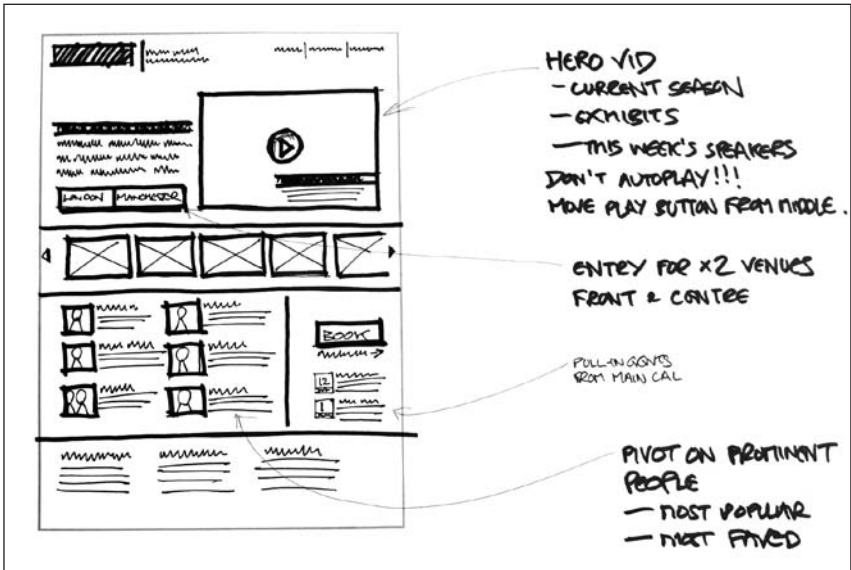 HERO VID
- CURRENT SEASON
- EXHIBITS
- THIS WEEK'S SPEAKERS
DON'T AUTOPLAY!!!
MOVE PLAY BUTTON FROM MIDDLE.
LONDON MANCHESTER
ENTRY FOR x2 VENUES
FRONT & CENTRE
BOOK
12
1
PULL-IN EVENTS
FROM MAIN CAL
PIVOT ON PROMINENT
PEOPLE
- MOST POPULAR
- MOST FAVED